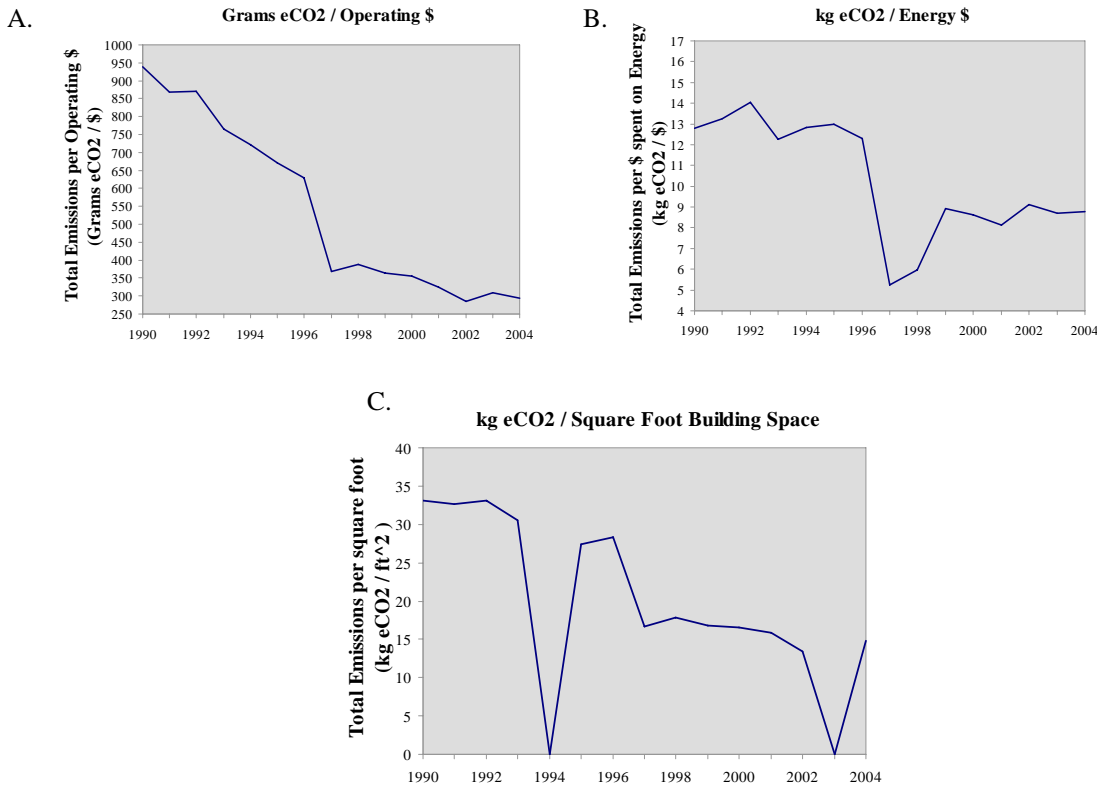 A.
Grams eCO2 / Operating $
Total Emissions per Operating $
(Grams eCO2 / $)
1000
950
900
850
800
750
700
650
600
550
500
450
400
350
300
250
1990 1992 1994 1996 1998 2000 2002 2004
B.
kg eCO2 / Energy $
Total Emissions per $ spent on Energy
(kg eCO2 / $)
17
16
15
14
13
12
11
10
9
8
7
6
5
4
1990 1992 1994 1996 1998 2000 2002 2004
C.
kg eCO2 / Square Foot Building Space
Total Emissions per square foot
(kg eCO2 / ft^2 )
40
35
30
25
20
15
10
5
0
1990 1992 1994 1996 1998 2000 2002 2004